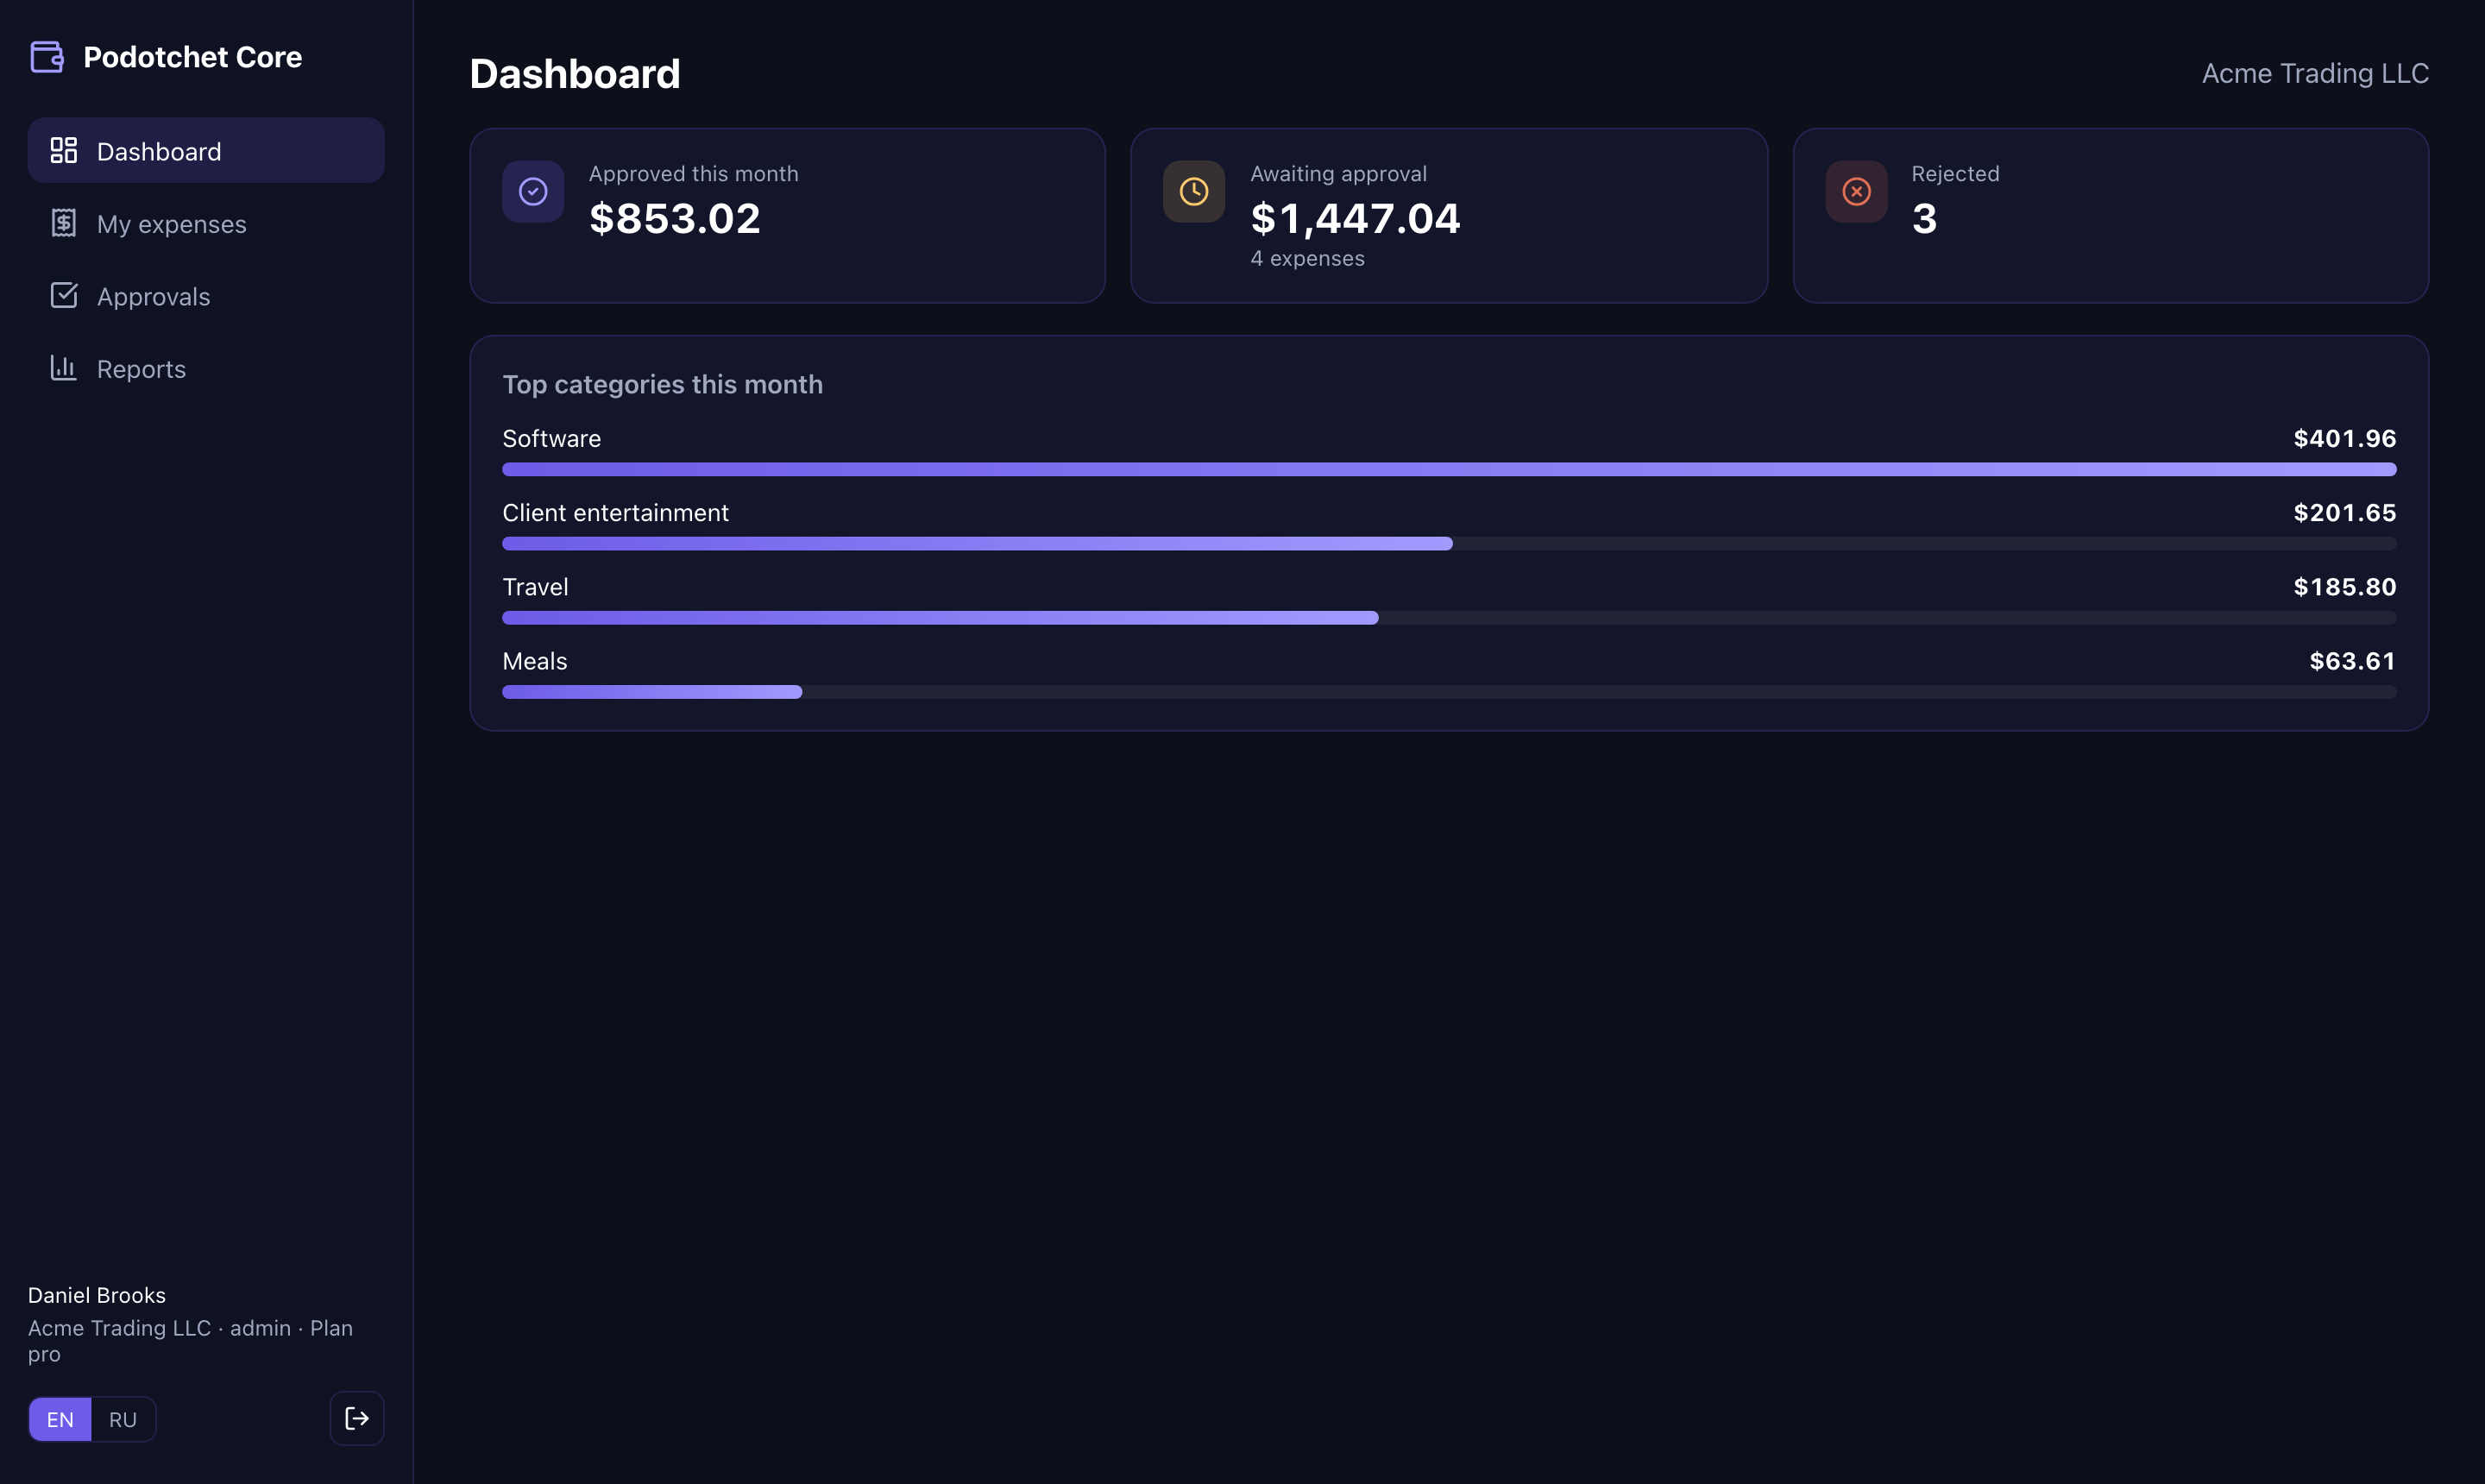 Podotchet Core
Dashboard
My expenses
Approvals
Reports
Daniel Brooks
Acme Trading LLC · admin · Plan
pro
EN RU
Dashboard
Acme Trading LLC
Approved this month
$853.02
Awaiting approval
$1,447.04
4 expenses
Rejected
3
Top categories this month
Software $401.96
Client entertainment $201.65
Travel $185.80
Meals $63.61